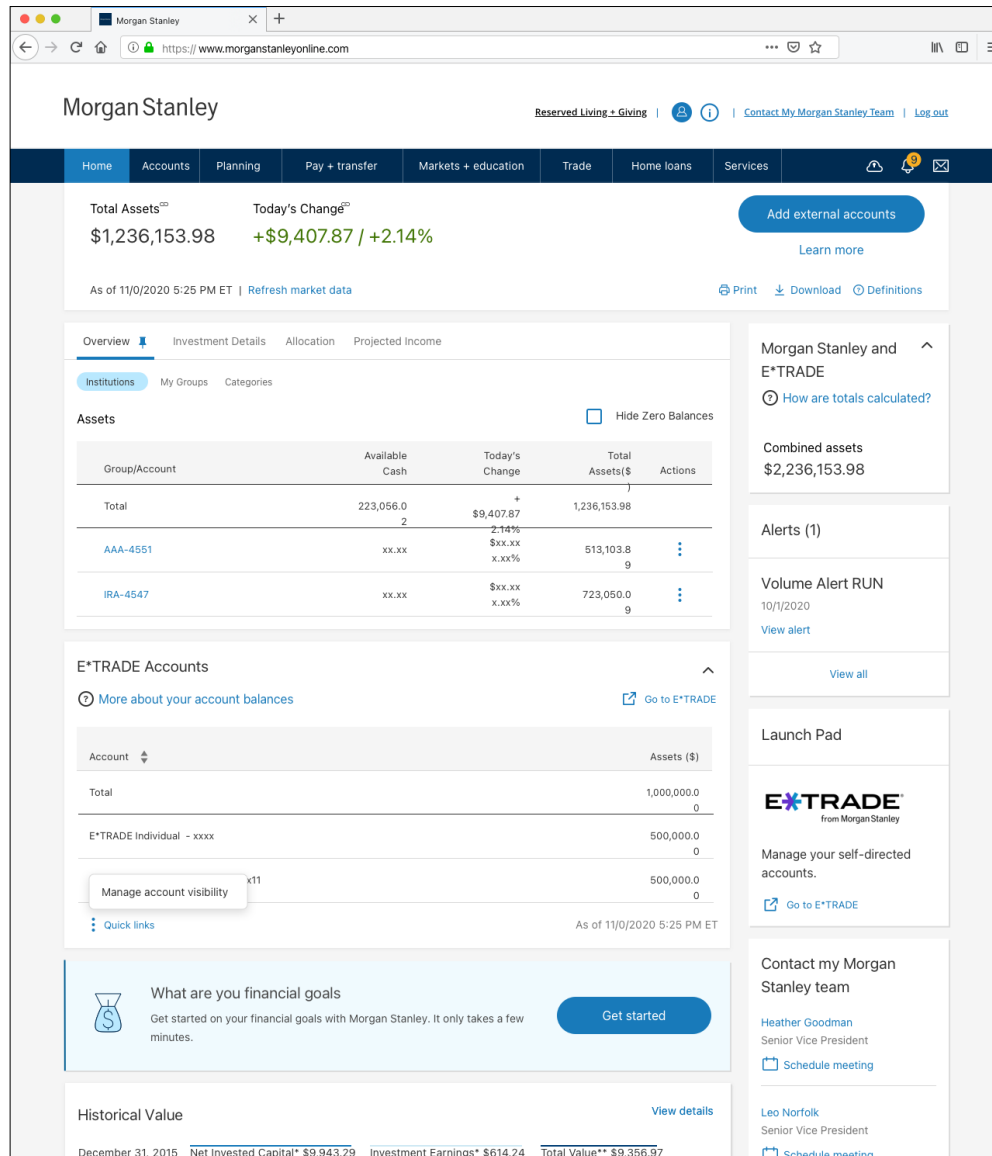 Morgan Stanley
https://www.morganstanleyonline.com
Morgan Stanley
Reserved Living + Giving | | Contact My Morgan Stanley Team | Log out
Home Accounts Planning Pay + transfer Markets + education Trade Home loans Services 9
Total Assets Today's Change
$1,236,153.98 +$9,407.87 / +2.14%
Add external accounts
Learn more
As of 11/0/2020 5:25 PM ET | Refresh market data
Print Download Definitions
Overview Investment Details Allocation Projected Income
Institutions My Groups Categories
Assets
Hide Zero Balances
Group/Account
Available
Cash
Today's
Change
Total
Assets($
)
Actions
Total
223,056.0
2
+
$9,407.87
2.14%
1,236,153.98
AAA-4551
xx.xx
$xx.xx
x.xx%
513,103.8
9
IRA-4547
xx.xx
$xx.xx
x.xx%
723,050.0
9
E*TRADE Accounts
More about your account balances
Go to E*TRADE
Account
Assets ($)
Total
1,000,000.0
0
E*TRADE Individual - xxxx
500,000.0
0
x11
500,000.0
0
Manage account visibility
Quick links
As of 11/0/2020 5:25 PM ET
What are you financial goals
Get started on your financial goals with Morgan Stanley. It only takes a few
minutes.
Get started
Historical Value
View details
December 31, 2015 Net Invested Capital* $9,943.29 Investment Earnings* $614.24 Total Value** $9,356.97
Morgan Stanley and
E*TRADE
How are totals calculated?
Combined assets
$2,236,153.98
Alerts (1)
Volume Alert RUN
10/1/2020
View alert
View all
Launch Pad
E*TRADE
from Morgan Stanley
Manage your self-directed
accounts.
Go to E*TRADE
Contact my Morgan
Stanley team
Heather Goodman
Senior Vice President
Schedule meeting
Leo Norfolk
Senior Vice President
Schedule meeting